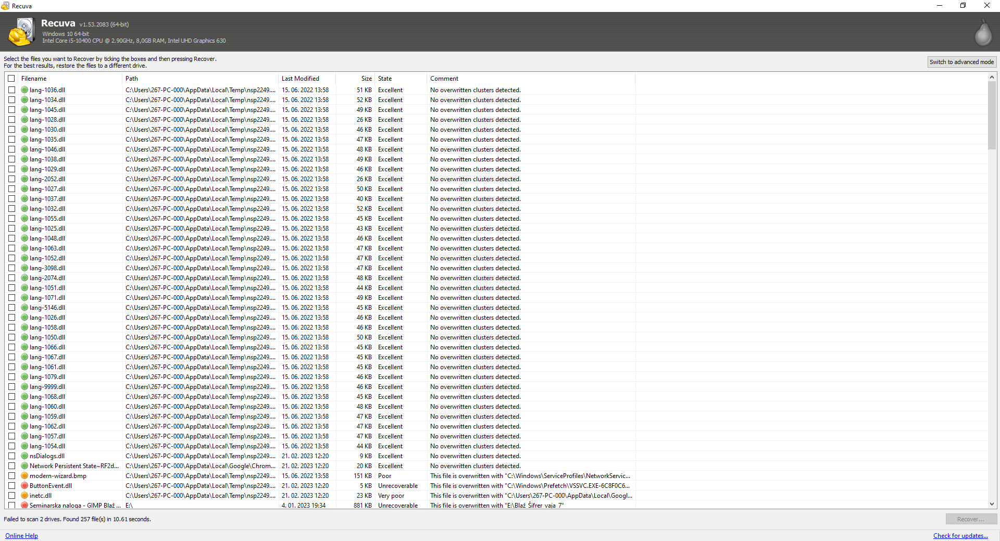 Recuva
Recuva v1.53.2083 (64-bit)
Windows 10 64-bit
Intel Core i5-10400 CPU @ 2.90GHz, 8,0GB RAM, Intel UHD Graphics 630
Select the files you want to Recover by ticking the boxes and then pressing Recover.
For the best results, restore the files to a different drive.
Switch to advanced mode
Filename Path Last Modified Size State Comment
lang-1036.dll C:\Users\267-PC-000\AppData\Local\Temp\nsp2249.... 15. 06. 2022 13:58 51 KB Excellent No overwritten clusters detected.
lang-1034.dll C:\Users\267-PC-000\AppData\Local\Temp\nsp2249.... 15. 06. 2022 13:58 52 KB Excellent No overwritten clusters detected.
lang-1045.dll C:\Users\267-PC-000\AppData\Local\Temp\nsp2249.... 15. 06. 2022 13:58 49 KB Excellent No overwritten clusters detected.
lang-1028.dll C:\Users\267-PC-000\AppData\Local\Temp\nsp2249.... 15. 06. 2022 13:58 26 KB Excellent No overwritten clusters detected.
lang-1030.dll C:\Users\267-PC-000\AppData\Local\Temp\nsp2249.... 15. 06. 2022 13:58 46 KB Excellent No overwritten clusters detected.
lang-1035.dll C:\Users\267-PC-000\AppData\Local\Temp\nsp2249.... 15. 06. 2022 13:58 47 KB Excellent No overwritten clusters detected.
lang-1046.dll C:\Users\267-PC-000\AppData\Local\Temp\nsp2249.... 15. 06. 2022 13:58 48 KB Excellent No overwritten clusters detected.
lang-1038.dll C:\Users\267-PC-000\AppData\Local\Temp\nsp2249.... 15. 06. 2022 13:58 49 KB Excellent No overwritten clusters detected.
lang-1029.dll C:\Users\267-PC-000\AppData\Local\Temp\nsp2249.... 15. 06. 2022 13:58 46 KB Excellent No overwritten clusters detected.
lang-2052.dll C:\Users\267-PC-000\AppData\Local\Temp\nsp2249.... 15. 06. 2022 13:58 26 KB Excellent No overwritten clusters detected.
lang-1027.dll C:\Users\267-PC-000\AppData\Local\Temp\nsp2249.... 15. 06. 2022 13:58 50 KB Excellent No overwritten clusters detected.
lang-1037.dll C:\Users\267-PC-000\AppData\Local\Temp\nsp2249.... 15. 06. 2022 13:58 40 KB Excellent No overwritten clusters detected.
lang-1032.dll C:\Users\267-PC-000\AppData\Local\Temp\nsp2249.... 15. 06. 2022 13:58 52 KB Excellent No overwritten clusters detected.
lang-1055.dll C:\Users\267-PC-000\AppData\Local\Temp\nsp2249.... 15. 06. 2022 13:58 45 KB Excellent No overwritten clusters detected.
lang-1025.dll C:\Users\267-PC-000\AppData\Local\Temp\nsp2249.... 15. 06. 2022 13:58 43 KB Excellent No overwritten clusters detected.
lang-1048.dll C:\Users\267-PC-000\AppData\Local\Temp\nsp2249.... 15. 06. 2022 13:58 46 KB Excellent No overwritten clusters detected.
lang-1063.dll C:\Users\267-PC-000\AppData\Local\Temp\nsp2249.... 15. 06. 2022 13:58 47 KB Excellent No overwritten clusters detected.
lang-1052.dll C:\Users\267-PC-000\AppData\Local\Temp\nsp2249.... 15. 06. 2022 13:58 47 KB Excellent No overwritten clusters detected.
lang-3098.dll C:\Users\267-PC-000\AppData\Local\Temp\nsp2249.... 15. 06. 2022 13:58 47 KB Excellent No overwritten clusters detected.
lang-2074.dll C:\Users\267-PC-000\AppData\Local\Temp\nsp2249.... 15. 06. 2022 13:58 48 KB Excellent No overwritten clusters detected.
lang-1051.dll C:\Users\267-PC-000\AppData\Local\Temp\nsp2249.... 15. 06. 2022 13:58 44 KB Excellent No overwritten clusters detected.
lang-1071.dll C:\Users\267-PC-000\AppData\Local\Temp\nsp2249.... 15. 06. 2022 13:58 49 KB Excellent No overwritten clusters detected.
lang-5146.dll C:\Users\267-PC-000\AppData\Local\Temp\nsp2249.... 15. 06. 2022 13:58 45 KB Excellent No overwritten clusters detected.
lang-1026.dll C:\Users\267-PC-000\AppData\Local\Temp\nsp2249.... 15. 06. 2022 13:58 46 KB Excellent No overwritten clusters detected.
lang-1058.dll C:\Users\267-PC-000\AppData\Local\Temp\nsp2249.... 15. 06. 2022 13:58 46 KB Excellent No overwritten clusters detected.
lang-1050.dll C:\Users\267-PC-000\AppData\Local\Temp\nsp2249.... 15. 06. 2022 13:58 50 KB Excellent No overwritten clusters detected.
lang-1066.dll C:\Users\267-PC-000\AppData\Local\Temp\nsp2249.... 15. 06. 2022 13:58 45 KB Excellent No overwritten clusters detected.
lang-1067.dll C:\Users\267-PC-000\AppData\Local\Temp\nsp2249.... 15. 06. 2022 13:58 45 KB Excellent No overwritten clusters detected.
lang-1061.dll C:\Users\267-PC-000\AppData\Local\Temp\nsp2249.... 15. 06. 2022 13:58 45 KB Excellent No overwritten clusters detected.
lang-1079.dll C:\Users\267-PC-000\AppData\Local\Temp\nsp2249.... 15. 06. 2022 13:58 46 KB Excellent No overwritten clusters detected.
lang-9999.dll C:\Users\267-PC-000\AppData\Local\Temp\nsp2249.... 15. 06. 2022 13:58 46 KB Excellent No overwritten clusters detected.
lang-1068.dll C:\Users\267-PC-000\AppData\Local\Temp\nsp2249.... 15. 06. 2022 13:58 45 KB Excellent No overwritten clusters detected.
lang-1060.dll C:\Users\267-PC-000\AppData\Local\Temp\nsp2249.... 15. 06. 2022 13:58 48 KB Excellent No overwritten clusters detected.
lang-1059.dll C:\Users\267-PC-000\AppData\Local\Temp\nsp2249.... 15. 06. 2022 13:58 47 KB Excellent No overwritten clusters detected.
lang-1062.dll C:\Users\267-PC-000\AppData\Local\Temp\nsp2249.... 15. 06. 2022 13:58 47 KB Excellent No overwritten clusters detected.
lang-1057.dll C:\Users\267-PC-000\AppData\Local\Temp\nsp2249.... 15. 06. 2022 13:58 47 KB Excellent No overwritten clusters detected.
lang-1054.dll C:\Users\267-PC-000\AppData\Local\Temp\nsp2249.... 15. 06. 2022 13:58 44 KB Excellent No overwritten clusters detected.
nsDialogs.dll C:\Users\267-PC-000\AppData\Local\Temp\nsp2249.... 21. 02. 2023 12:20 9 KB Excellent No overwritten clusters detected.
Network Persistent State~RF2d... C:\Users\267-PC-000\AppData\Local\Google\Chrom... 21. 02. 2023 12:20 20 KB Excellent No overwritten clusters detected.
modern-wizard.bmp C:\Users\267-PC-000\AppData\Local\Temp\nsp2249.... 15. 06. 2022 13:58 151 KB Poor This file is overwritten with "C:\Windows\ServiceProfiles\NetworkServic...
ButtonEvent.dll C:\Users\267-PC-000\AppData\Local\Temp\nsp2249.... 21. 02. 2023 12:20 5 KB Unrecoverable This file is overwritten with "C:\Windows\Prefetch\VSSVC.EXE-6C8F0C6...
inetc.dll C:\Users\267-PC-000\AppData\Local\Temp\nsp2249.... 21. 02. 2023 12:20 23 KB Very poor This file is overwritten with "C:\Users\267-PC-000\AppData\Local\Googl...
Seminarska naloga - GIMP Blaž ... E:\ 4. 01. 2023 19:34 881 KB Unrecoverable This file is overwritten with "E:\Blaž_Šifrer_vaja_7"
Failed to scan 2 drives. Found 257 file(s) in 10.61 seconds.
Recover...
Online Help
Check for updates...